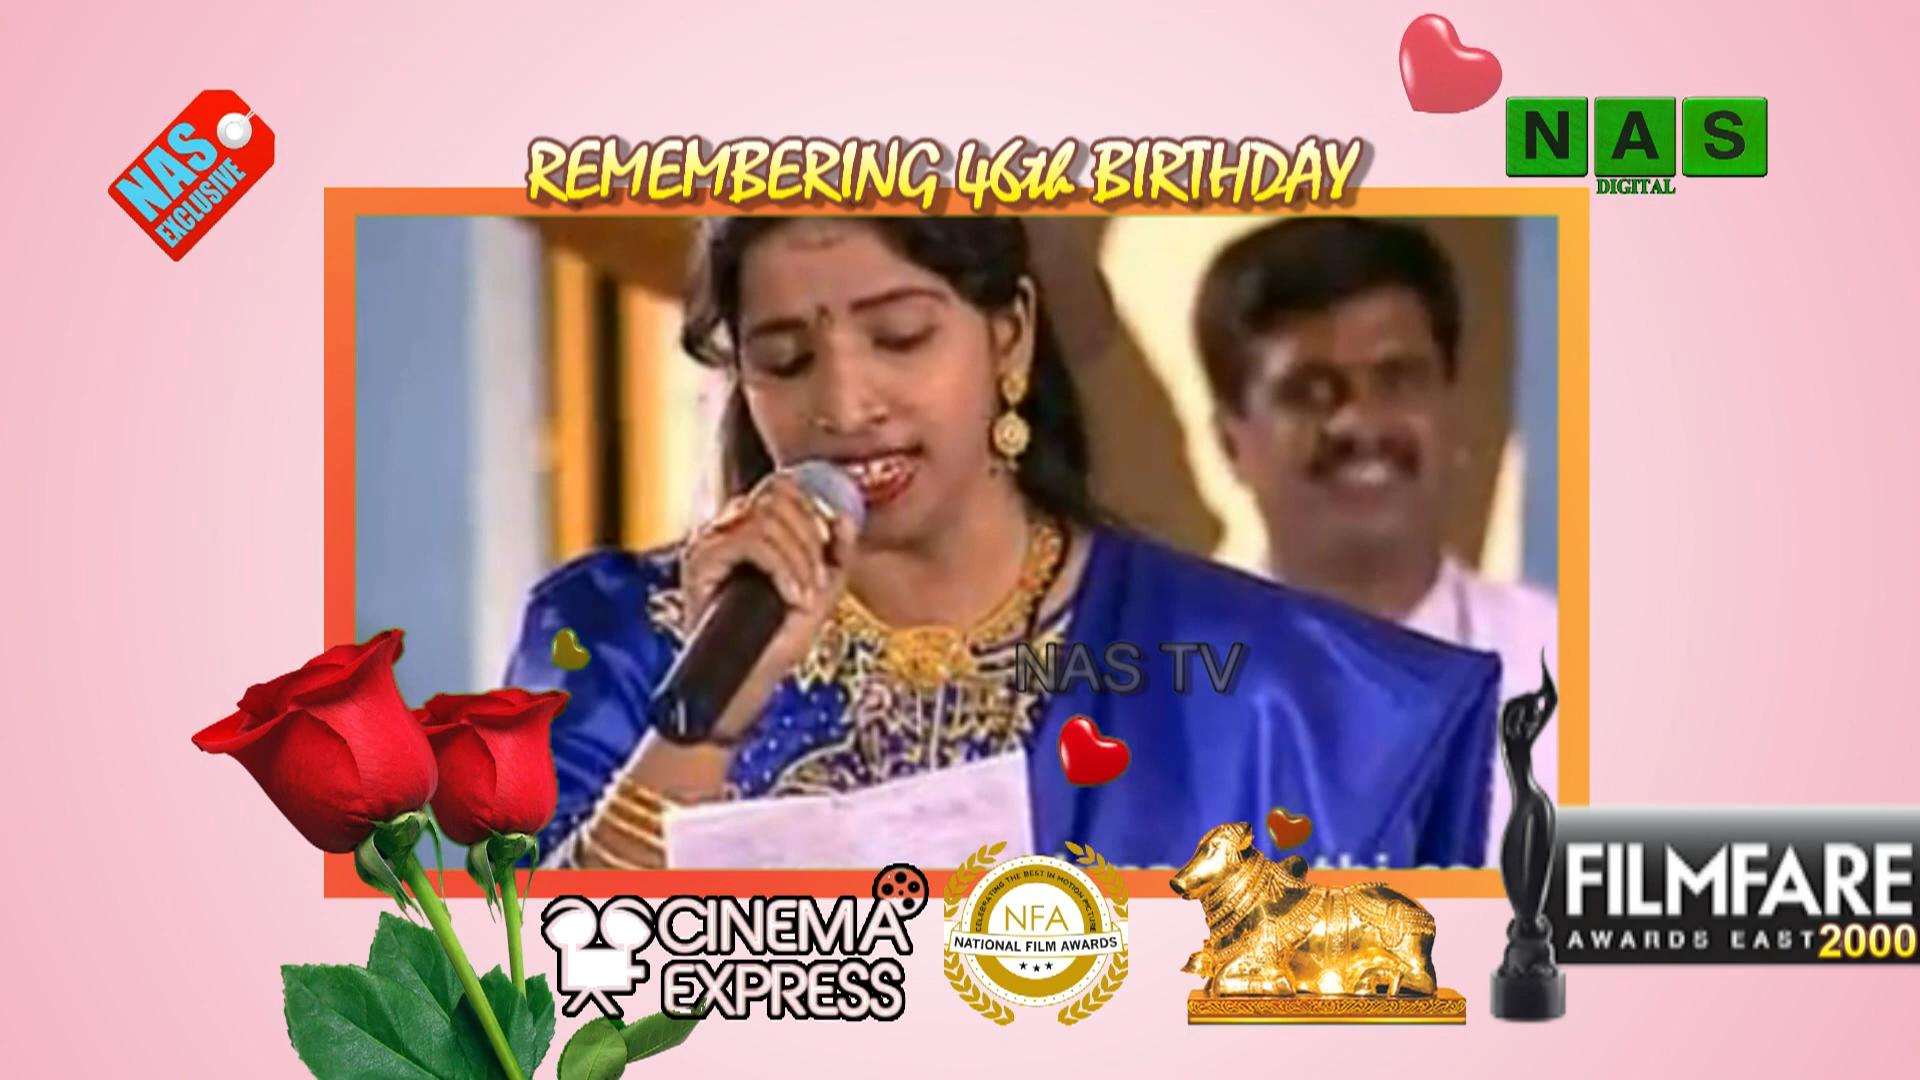 NAS
EXCLUSIVE
N A S
DIGITAL
REMEMBERING 46th BIRTHDAY
NAS TV
CINEMA
EXPRESS
CELEBRATING THE BEST IN MOTION PICTURE
NFA
NATIONAL FILM AWARDS
FILMFARE
AWARDS EAST 2000